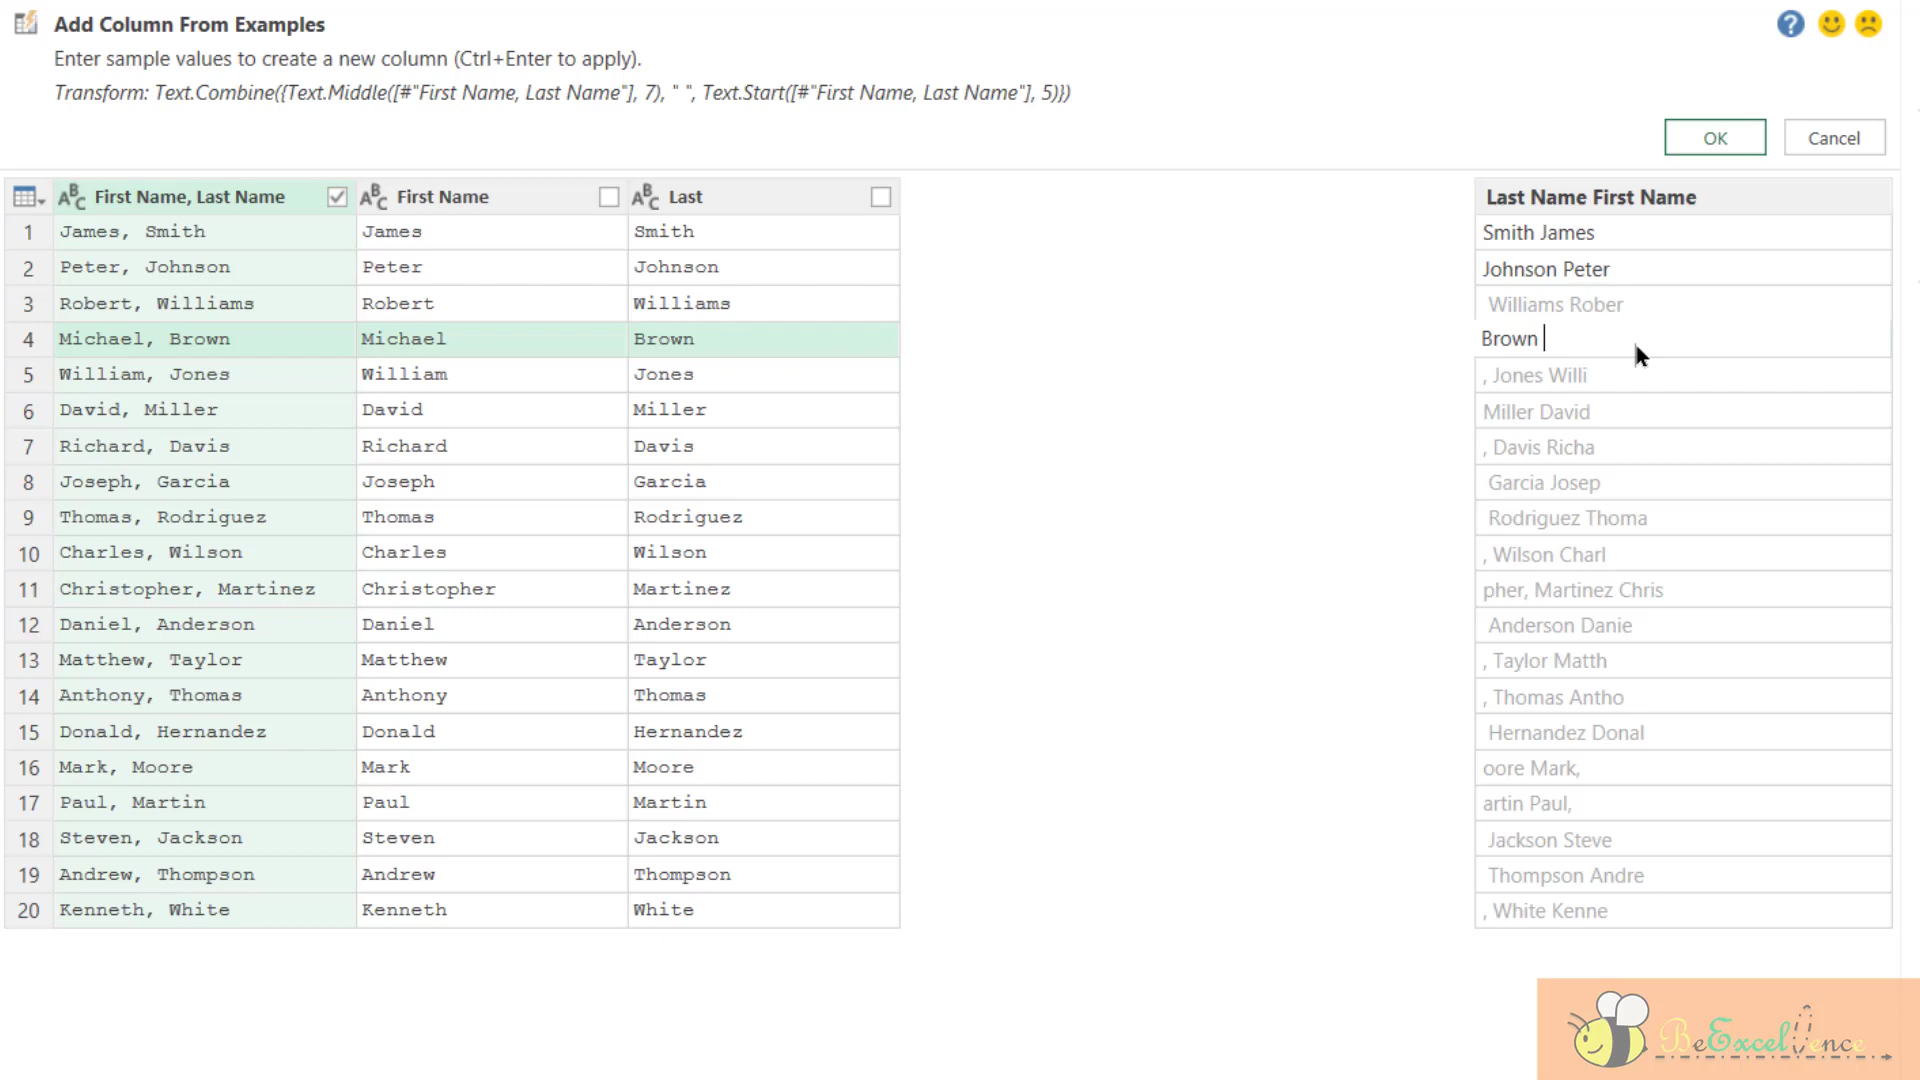 Add Column From Examples
Enter sample values to create a new column (Ctrl+Enter to apply).
Transform: Text.Combine({Text.Middle([#"First Name, Last Name"], 7), " ", Text.Start([#"First Name, Last Name"], 5)})
OK Cancel
ABC First Name, Last Name ABC First Name ABC Last Last Name First Name
1 James, Smith James Smith Smith James
2 Peter, Johnson Peter Johnson Johnson Peter
3 Robert, Williams Robert Williams Williams Rober
4 Michael, Brown Michael Brown Brown
5 William, Jones William Jones , Jones Willi
6 David, Miller David Miller Miller David
7 Richard, Davis Richard Davis , Davis Richa
8 Joseph, Garcia Joseph Garcia Garcia Josep
9 Thomas, Rodriguez Thomas Rodriguez Rodriguez Thoma
10 Charles, Wilson Charles Wilson , Wilson Charl
11 Christopher, Martinez Christopher Martinez pher, Martinez Chris
12 Daniel, Anderson Daniel Anderson Anderson Danie
13 Matthew, Taylor Matthew Taylor , Taylor Matth
14 Anthony, Thomas Anthony Thomas , Thomas Antho
15 Donald, Hernandez Donald Hernandez Hernandez Donal
16 Mark, Moore Mark Moore oore Mark,
17 Paul, Martin Paul Martin artin Paul,
18 Steven, Jackson Steven Jackson Jackson Steve
19 Andrew, Thompson Andrew Thompson Thompson Andre
20 Kenneth, White Kenneth White , White Kenne
BeExcellence